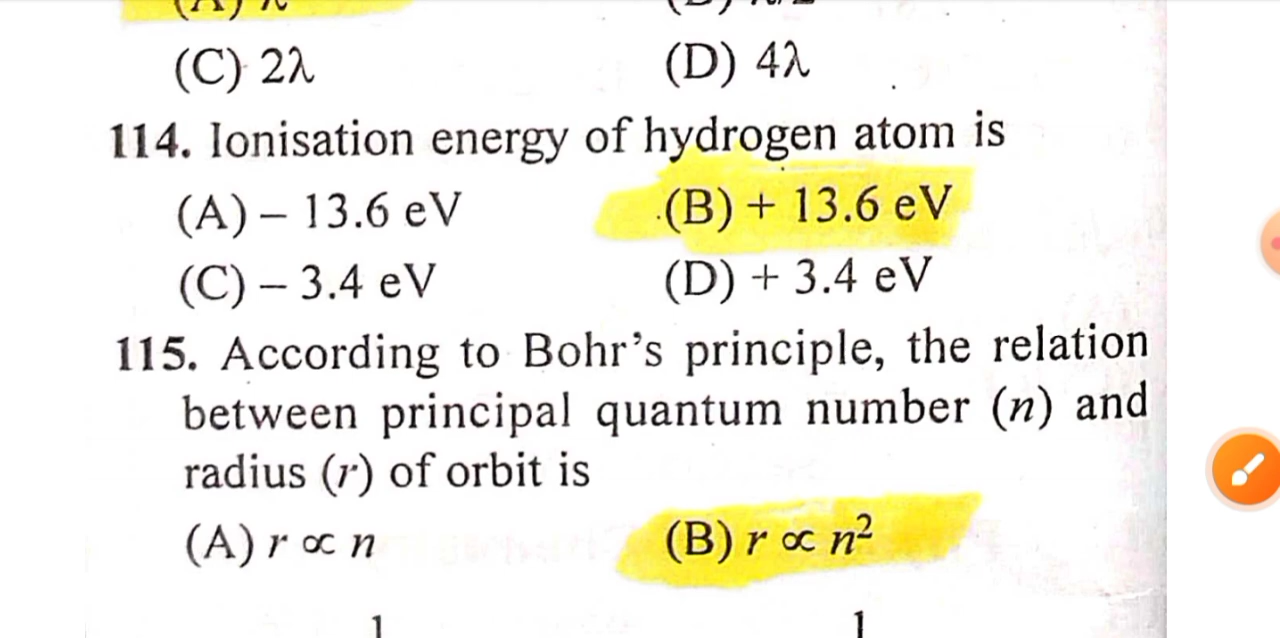 (C) 2λ (D) 4λ
114. Ionisation energy of hydrogen atom is
(A) – 13.6 eV (B) + 13.6 eV
(C) – 3.4 eV (D) + 3.4 eV
115. According to Bohr's principle, the relation
between principal quantum number (n) and
radius (r) of orbit is
(A) r ∝ n (B) r ∝ n²
1 1